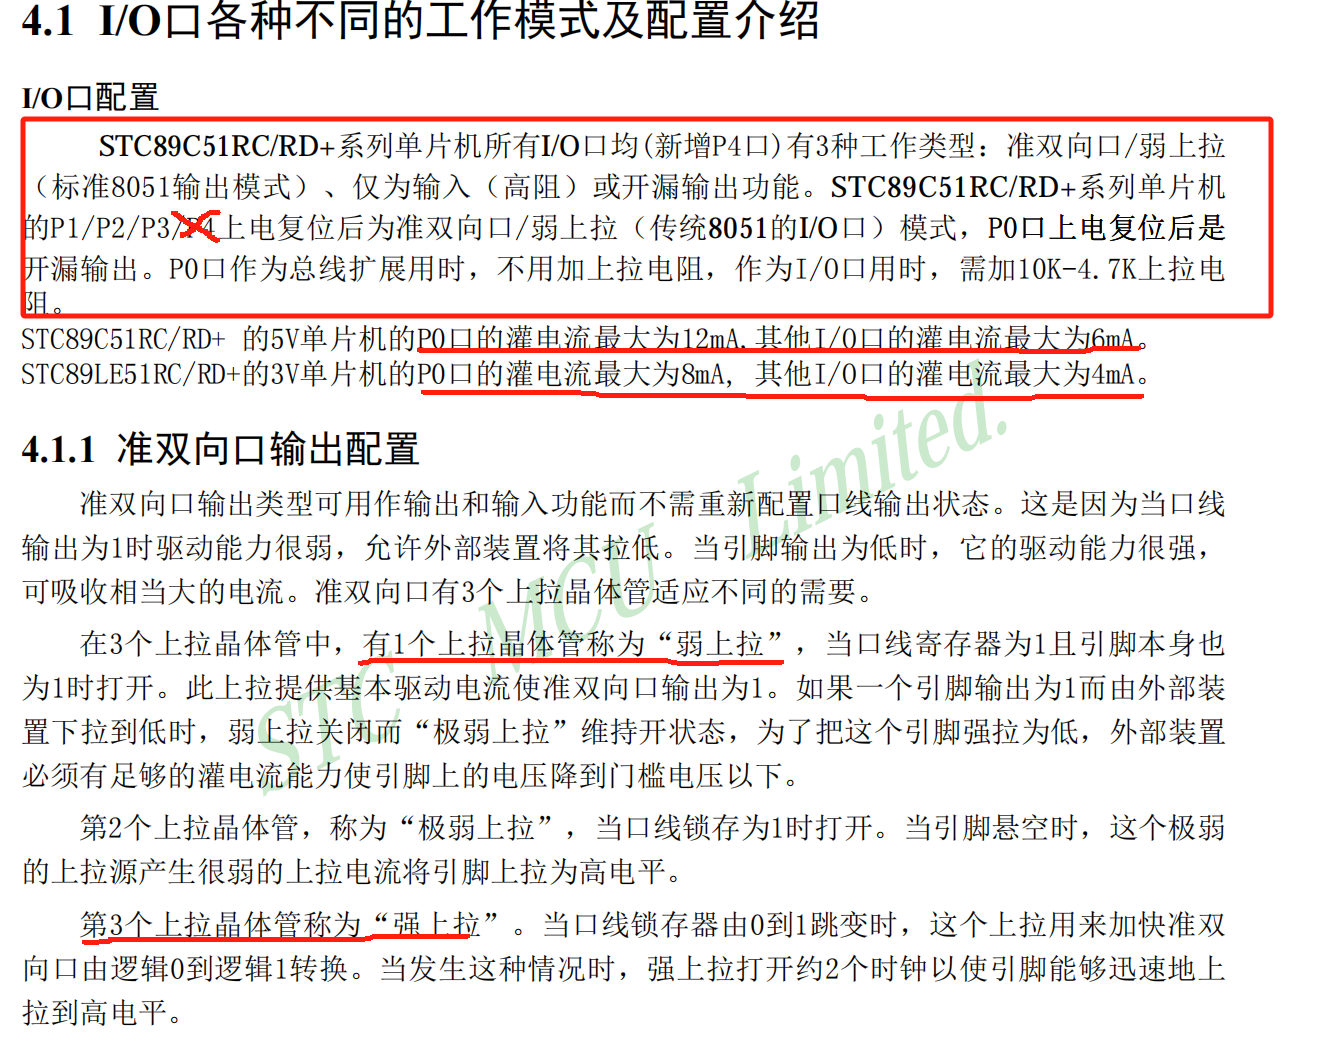 4.1 I/O口各种不同的工作模式及配置介绍
I/O口配置
STC89C51RC/RD+系列单片机所有I/O口均(新增P4口)有3种工作类型：准双向口/弱上拉
（标准8051输出模式）、仅为输入（高阻）或开漏输出功能。STC89C51RC/RD+系列单片机
的P1/P2/P3/P4上电复位后为准双向口/弱上拉（传统8051的I/O口）模式，P0口上电复位后是
开漏输出。P0口作为总线扩展用时，不用加上拉电阻，作为I/O口用时，需加10K-4.7K上拉电
阻。
STC89C51RC/RD+ 的5V单片机的P0口的灌电流最大为12mA,其他I/O口的灌电流最大为6mA。
STC89LE51RC/RD+的3V单片机的P0口的灌电流最大为8mA, 其他I/O口的灌电流最大为4mA。
4.1.1 准双向口输出配置
准双向口输出类型可用作输出和输入功能而不需重新配置口线输出状态。这是因为当口线
输出为1时驱动能力很弱，允许外部装置将其拉低。当引脚输出为低时，它的驱动能力很强，
可吸收相当大的电流。准双向口有3个上拉晶体管适应不同的需要。
在3个上拉晶体管中，有1个上拉晶体管称为“弱上拉”，当口线寄存器为1且引脚本身也
为1时打开。此上拉提供基本驱动电流使准双向口输出为1。如果一个引脚输出为1而由外部装
置下拉到低时，弱上拉关闭而“极弱上拉”维持开状态，为了把这个引脚强拉为低，外部装置
必须有足够的灌电流能力使引脚上的电压降到门槛电压以下。
第2个上拉晶体管，称为“极弱上拉”，当口线锁存为1时打开。当引脚悬空时，这个极弱
的上拉源产生很弱的上拉电流将引脚上拉为高电平。
第3个上拉晶体管称为“强上拉”。当口线锁存器由0到1跳变时，这个上拉用来加快准双
向口由逻辑0到逻辑1转换。当发生这种情况时，强上拉打开约2个时钟以使引脚能够迅速地上
拉到高电平。
STC MCU Limited.